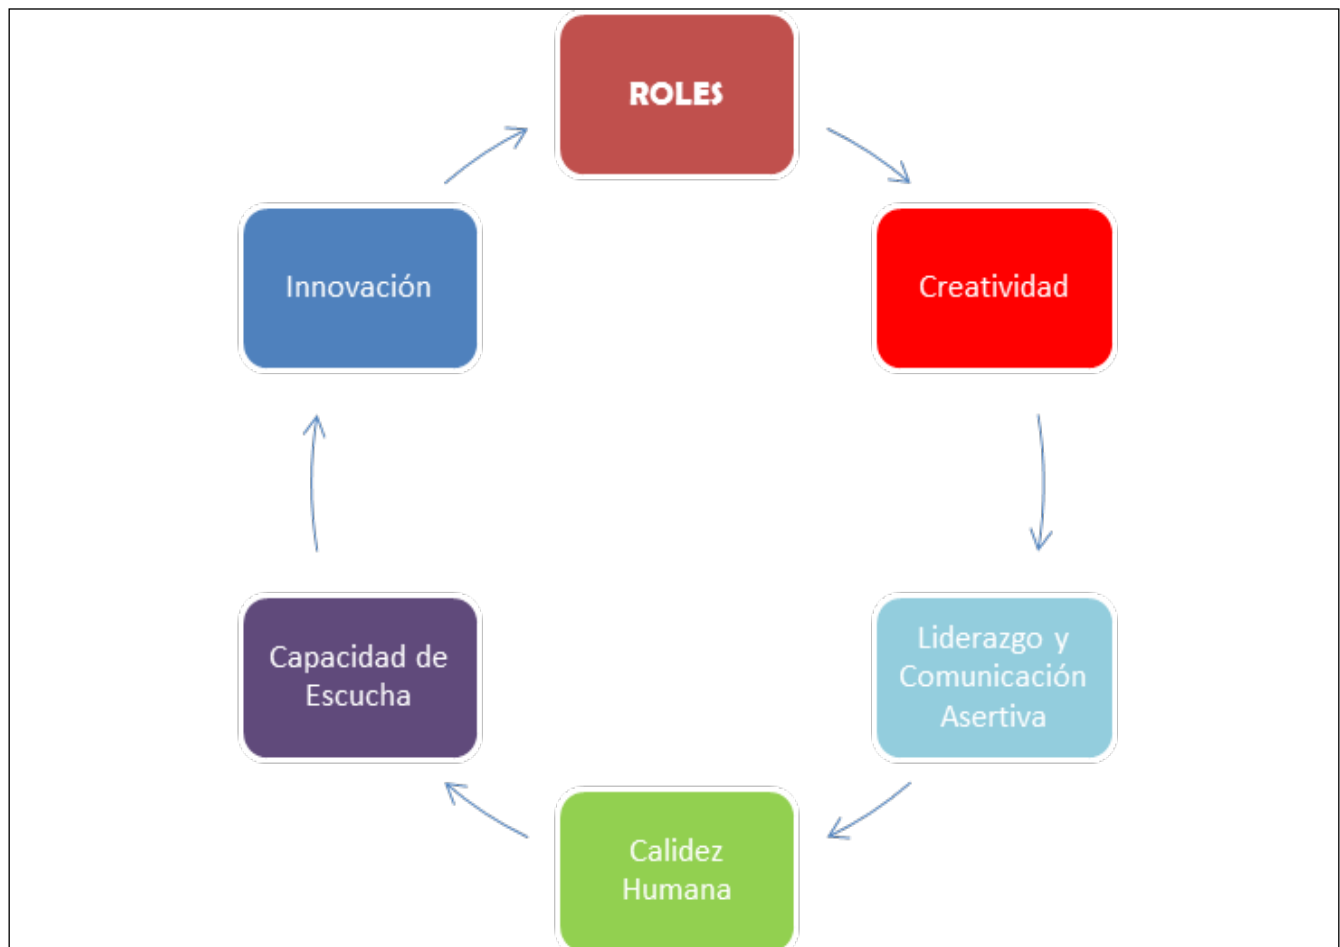 ROLES
Creatividad
Liderazgo y
Comunicación
Asertiva
Calidez
Humana
Capacidad de
Escucha
Innovación